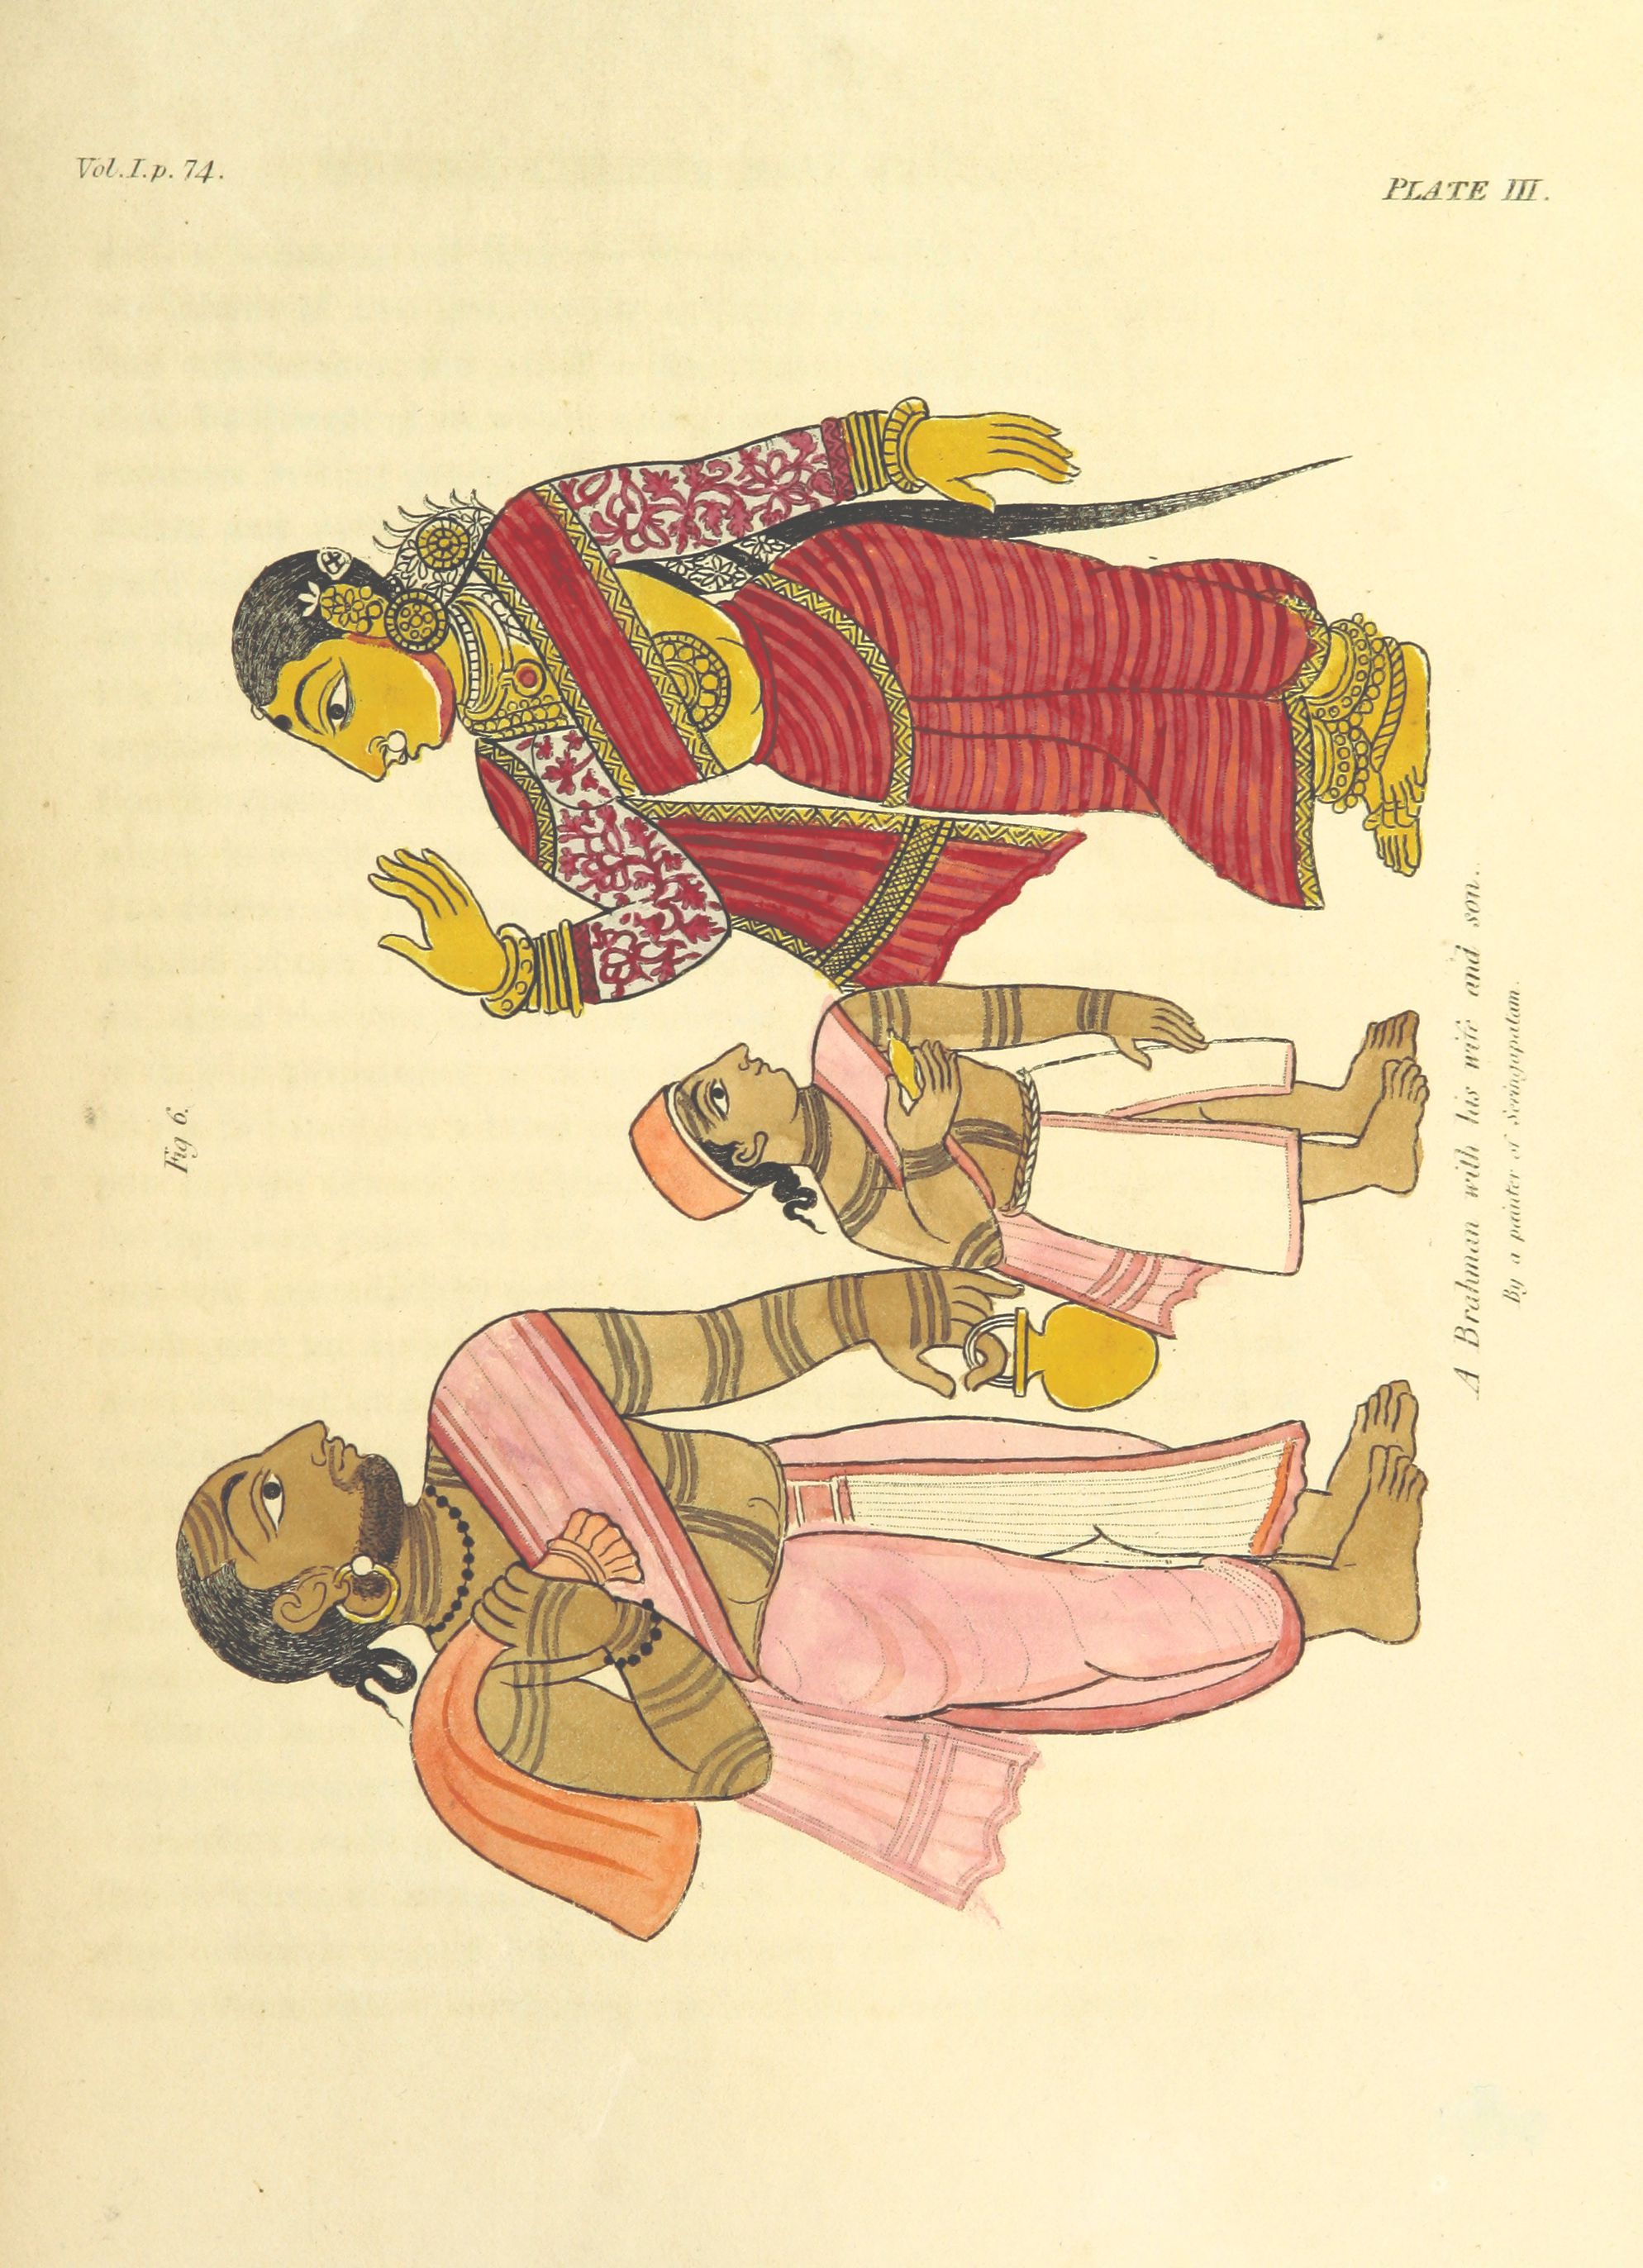 Vol. I. p. 74.
PLATE III.
Fig 6.
A Brahman with his wife and son.
By a painter of Seringapatam.